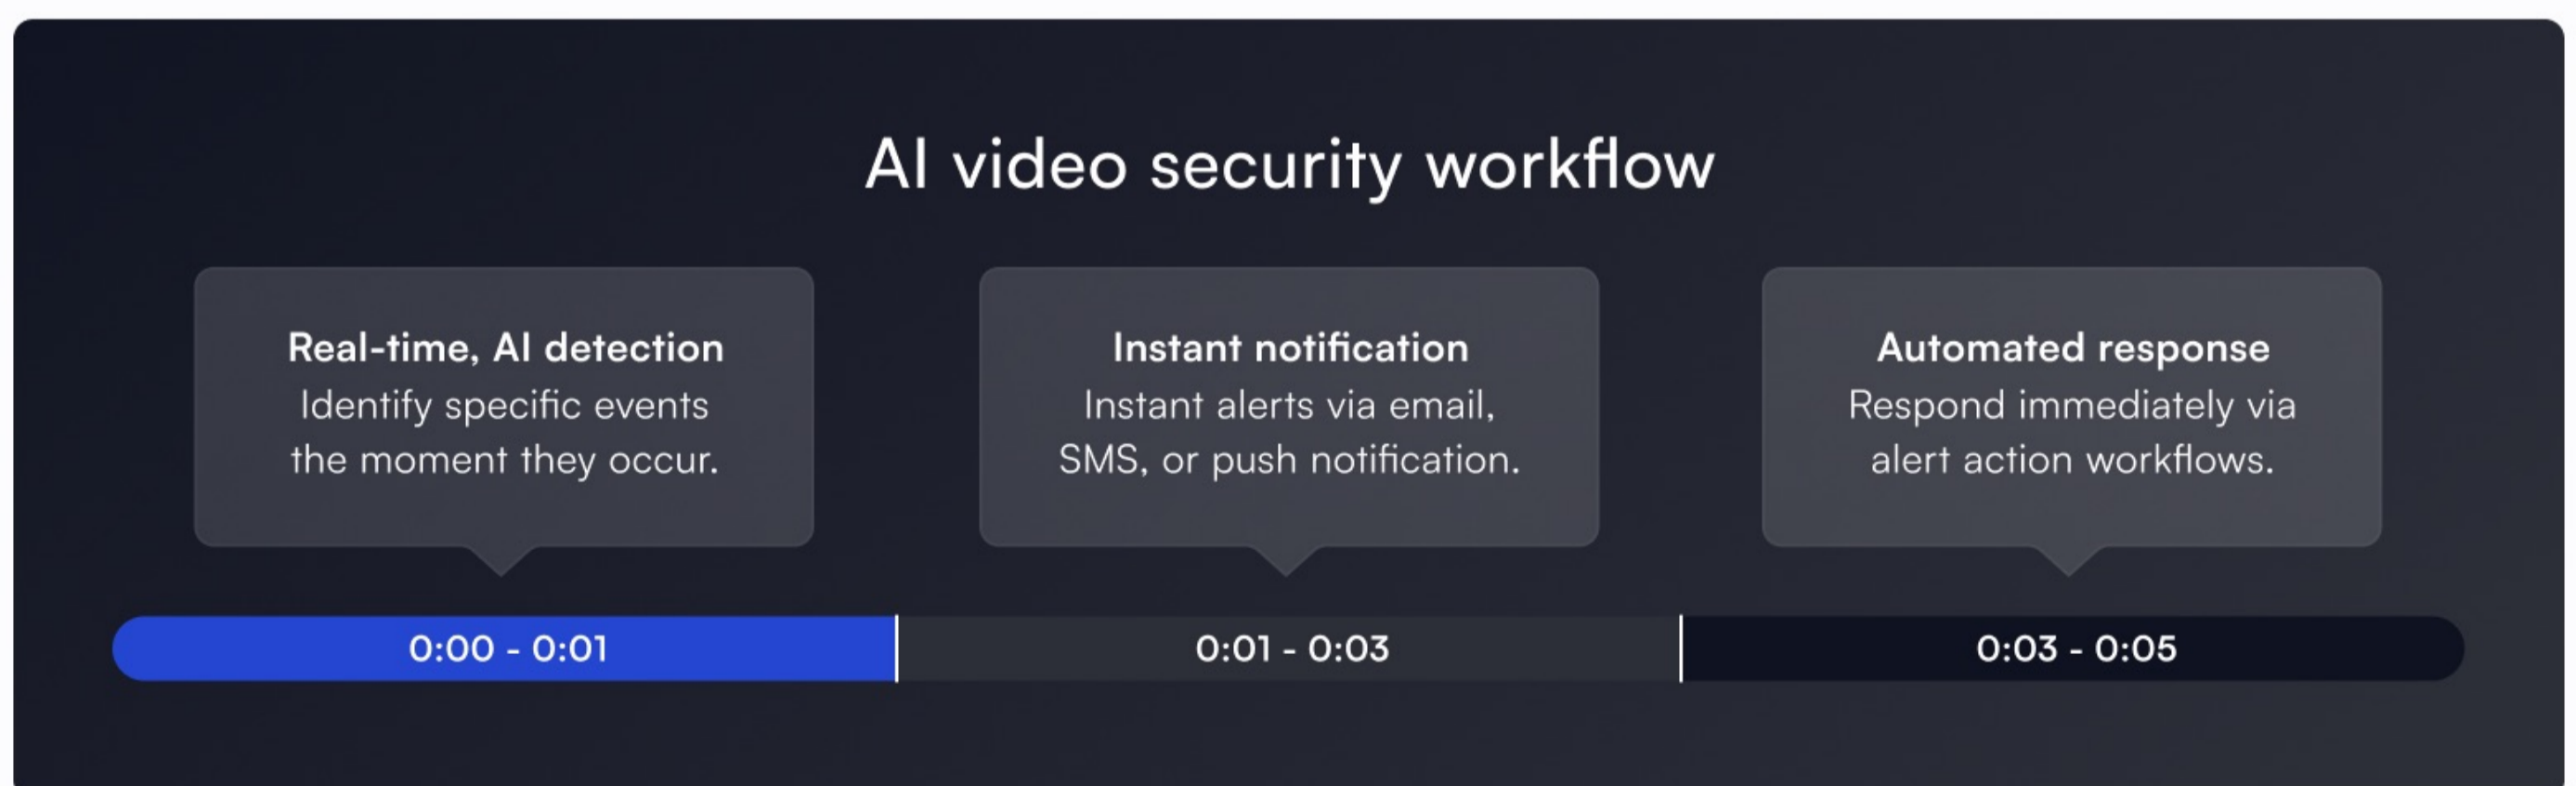 AI video security workflow
Real-time, AI detection
Identify specific events
the moment they occur.
Instant notification
Instant alerts via email,
SMS, or push notification.
Automated response
Respond immediately via
alert action workflows.
0:00 - 0:01
0:01 - 0:03
0:03 - 0:05